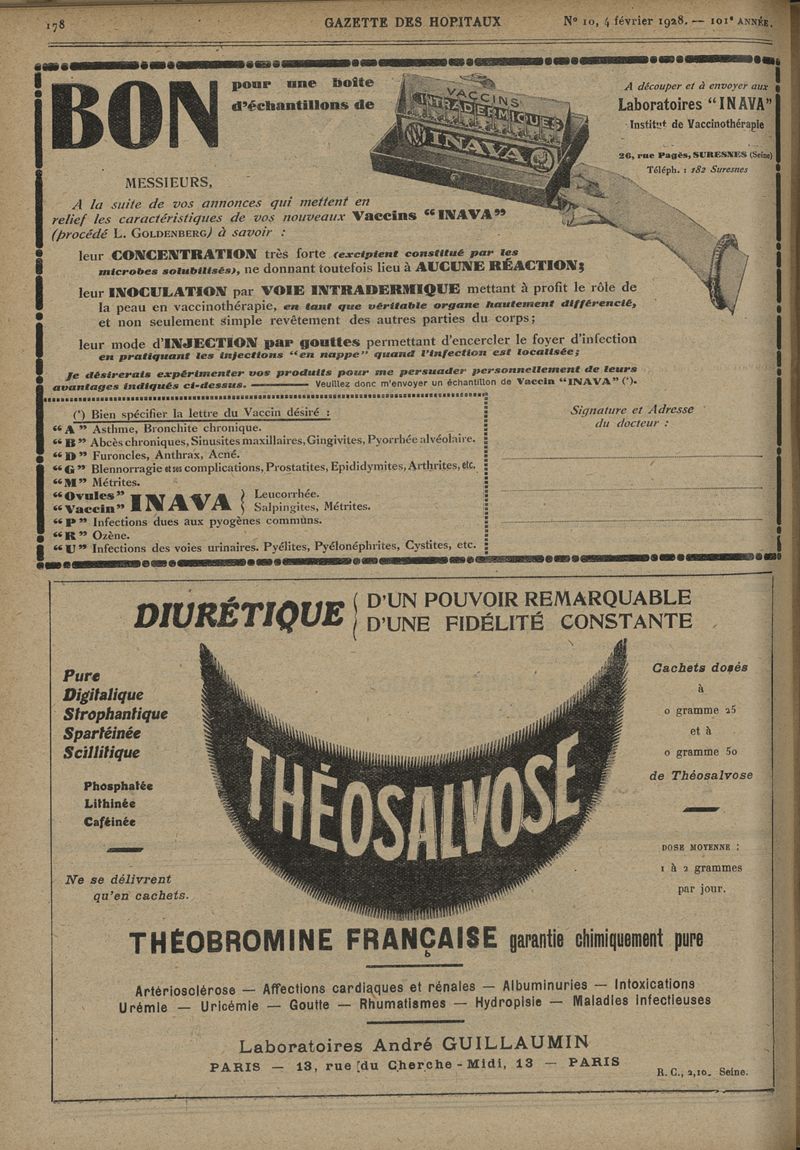 178
GAZETTE DES HOPITAUX
N° 10, 4 février 1928. — 101e ANNÉE.
BON
pour une boîte
d'échantillons de
VACCINS
INTRADERMIQUES
INAVA
A découper et à envoyer aux
Laboratoires “INAVA”
Institut de Vaccinothérapie
26, rue Pagès, SURESNES (Seine)
Téléph. : 182 Suresnes
MESSIEURS,
A la suite de vos annonces qui mettent en
relief les caractéristiques de vos nouveaux Vaccins “INAVA”
(procédé L. GOLDENBERG) à savoir :
leur CONCENTRATION très forte (excipient constitué par les
microbes solubilisés), ne donnant toutefois lieu à AUCUNE RÉACTION;
leur INOCULATION par VOIE INTRADERMIQUE mettant à profit le rôle de
la peau en vaccinothérapie, en tant que véritable organe hautement différencié,
et non seulement simple revêtement des autres parties du corps;
leur mode d'INJECTION par gouttes permettant d'encercler le foyer d'infection
en pratiquant les injections “en nappe” quand l'infection est localisée;
Je désirerais expérimenter vos produits pour me persuader personnellement de leurs
avantages indiqués ci-dessus. — Veuillez donc m'envoyer un échantillon de Vaccin “INAVA” (*).
(*) Bien spécifier la lettre du Vaccin désiré :
“A” Asthme, Bronchite chronique.
“B” Abcès chroniques, Sinusites maxillaires, Gingivites, Pyorrhée alvéolaire.
“D” Furoncles, Anthrax, Acné.
“G” Blennorragie et ses complications, Prostatites, Epididymites, Arthrites, etc.
“M” Métrites.
“Ovules” INAVA { Leucorrhée.
“Vaccin” { Salpingites, Métrites.
“P” Infections dues aux pyogènes communs.
“R” Ozène.
“U” Infections des voies urinaires. Pyélites, Pyélonéphrites, Cystites, etc.
Signature et Adresse
du docteur :
DIURÉTIQUE { D'UN POUVOIR REMARQUABLE
D'UNE FIDÉLITÉ CONSTANTE
Pure
Digitalique
Strophantique
Spartéinée
Scillitique
Phosphatée
Lithinée
Caféinée
Ne se délivrent
qu'en cachets.
THÉOSALVOSE
Cachets dosés
à
0 gramme 25
et à
0 gramme 50
de Théosalvose
DOSE MOYENNE :
1 à 2 grammes
par jour.
THÉOBROMINE FRANÇAISE garantie chimiquement pure
Artériosclérose — Affections cardiaques et rénales — Albuminuries — Intoxications
Urémie — Uricémie — Goutte — Rhumatismes — Hydropisie — Maladies infectieuses
Laboratoires André GUILLAUMIN
PARIS — 13, rue du Cherche-Midi, 13 — PARIS
R. C., 2,10. Seine.